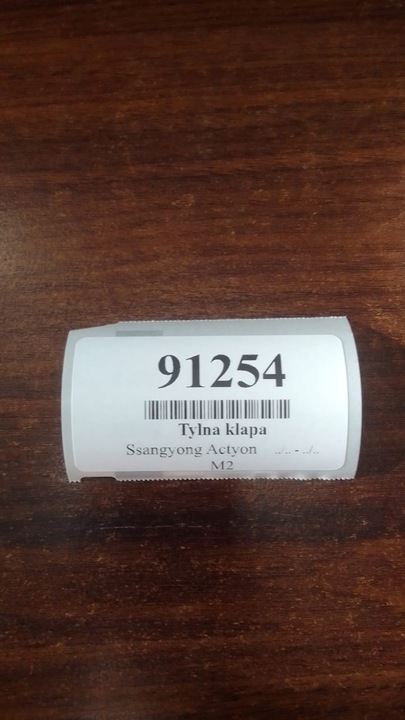 91254
Tylna klapa
Ssangyong Actyon ../.. - ../..
M2